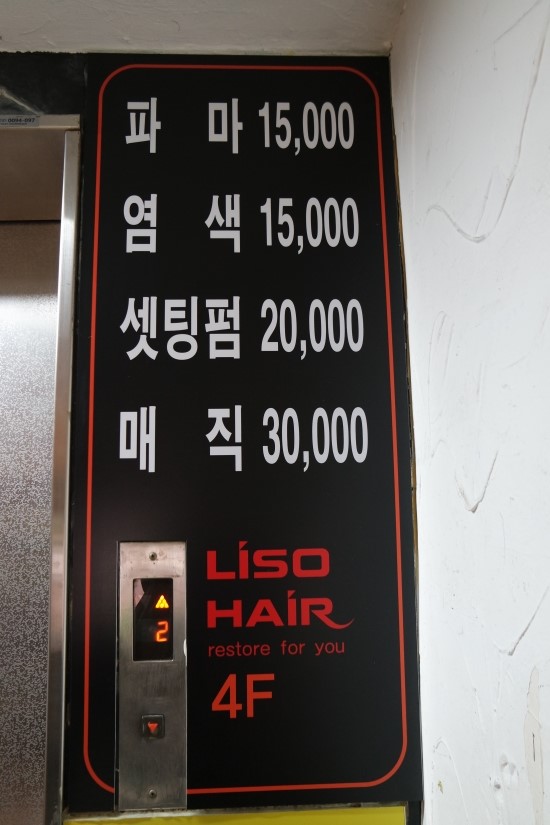 파 마 15,000
염 색 15,000
셋팅펌 20,000
매 직 30,000
LISO
HAIR
restore for you
4F
2